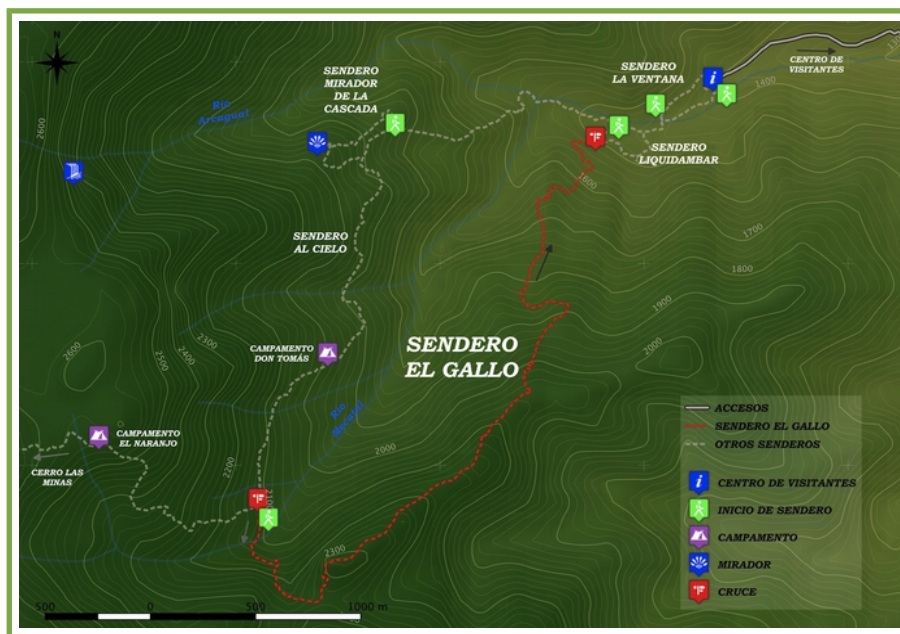 N
SENDERO
MIRADOR
DE LA
CASCADA
SENDERO
LA VENTANA
CENTRO DE
VISITANTES
1400
Río
Arcagual
2600
SENDERO
LIQUIDAMBAR
1600
SENDERO
AL CIELO
1700
1800
1900
2000
2300
2400
2500
2600
CAMPAMENTO
DON TOMÁS
SENDERO
EL GALLO
Río
CAMPAMENTO
EL NARANJO
CERRO LAS
MINAS
2000
2200
2100
2300
ACCESOS
SENDERO EL GALLO
OTROS SENDEROS
CENTRO DE VISITANTES
INICIO DE SENDERO
CAMPAMENTO
MIRADOR
CRUCE
500
0
500
1000 m